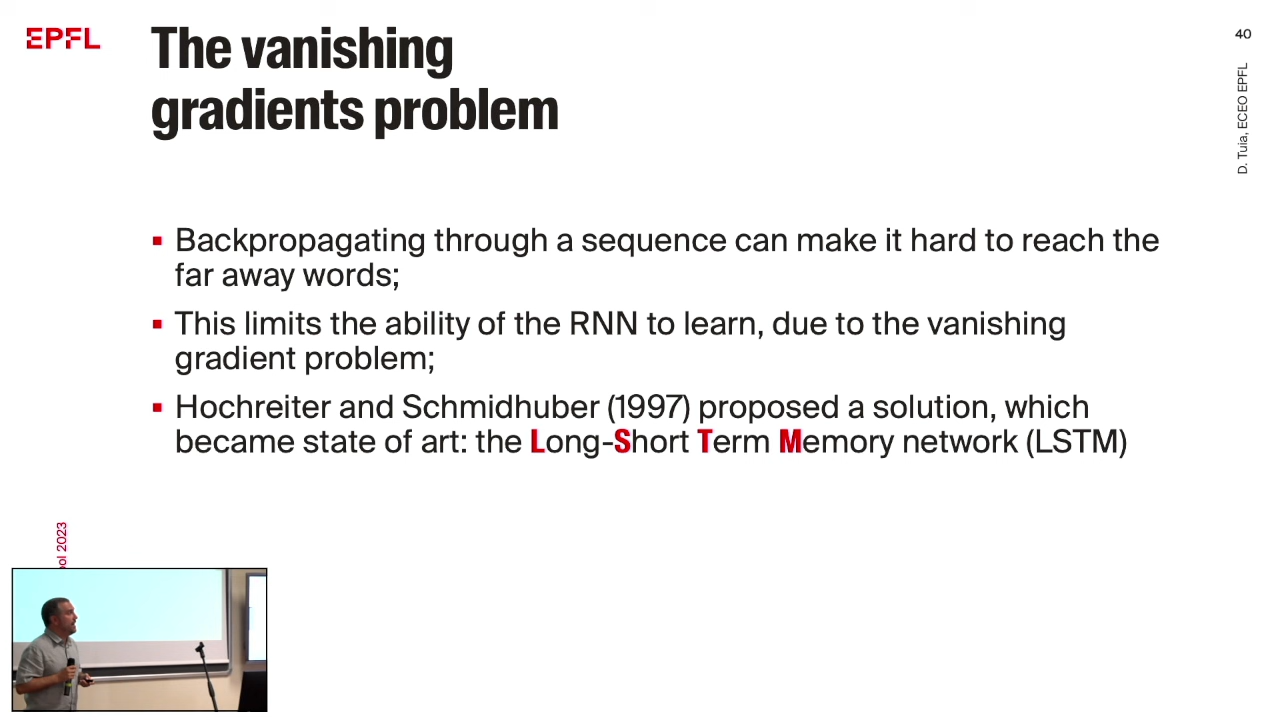 EPFL
The vanishing
gradients problem
40
D. Tuia, ECEO EPFL
▪ Backpropagating through a sequence can make it hard to reach the
far away words;
▪ This limits the ability of the RNN to learn, due to the vanishing
gradient problem;
▪ Hochreiter and Schmidhuber (1997) proposed a solution, which
became state of art: the Long-Short Term Memory network (LSTM)
2023